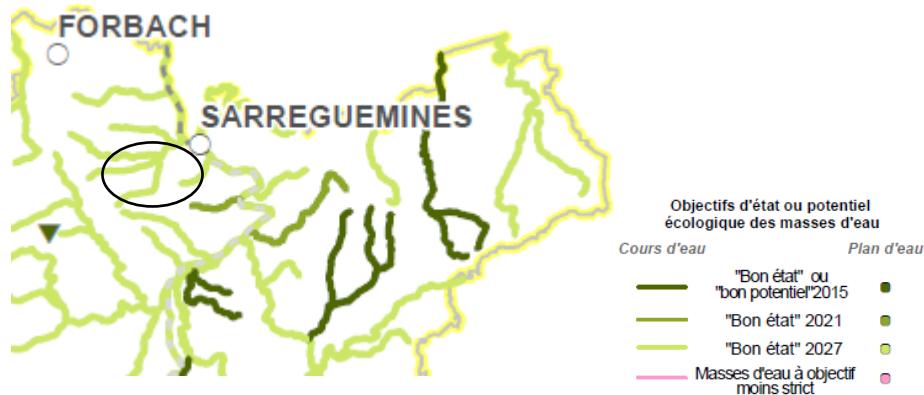 FORBACH
SARREGUEMINES
Objectifs d'état ou potentiel
écologique des masses d'eau
Cours d'eau Plan d'eau
"Bon état" ou
"bon potentiel"2015
"Bon état" 2021
"Bon état" 2027
Masses d'eau à objectif
moins strict